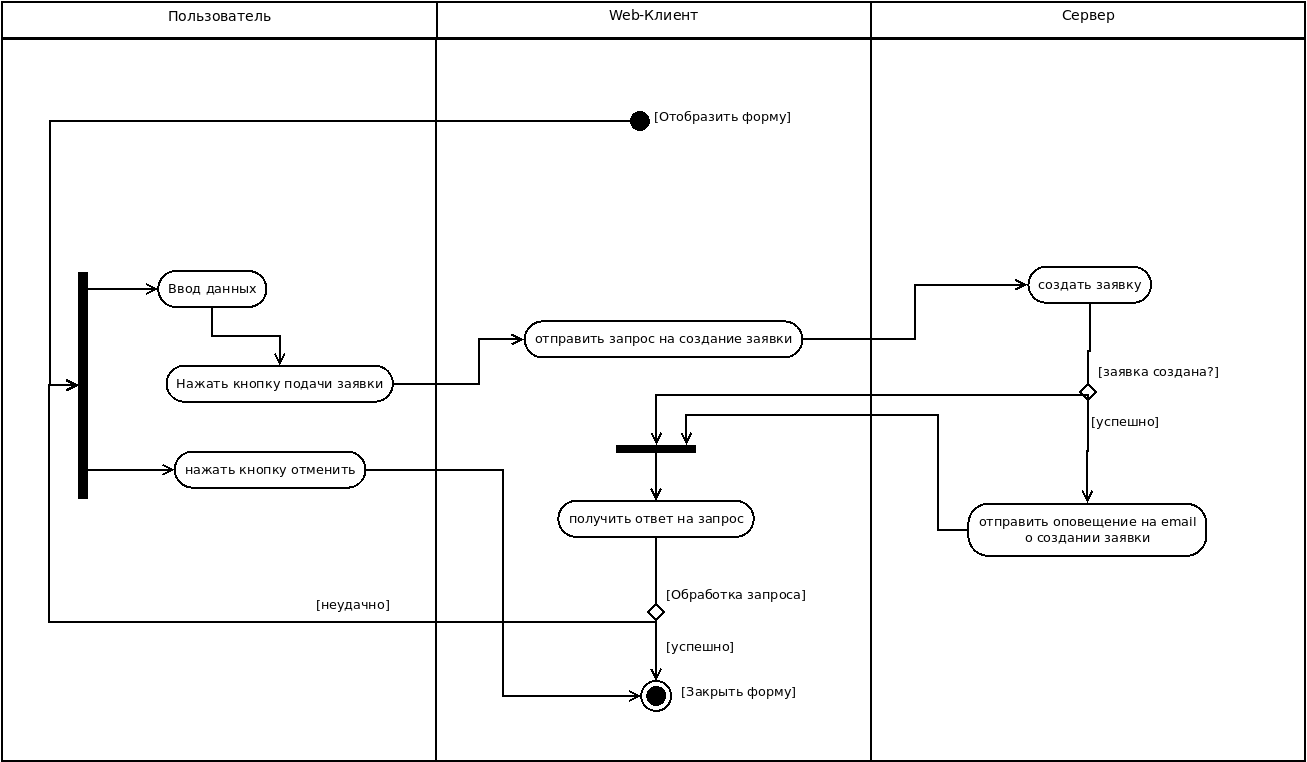 Пользователь
Web-Клиент
Сервер
[Отобразить форму]
Ввод данных
создать заявку
отправить запрос на создание заявки
[заявка создана?]
Нажать кнопку подачи заявки
[успешно]
нажать кнопку отменить
получить ответ на запрос
отправить оповещение на email
о создании заявки
[Обработка запроса]
[неудачно]
[успешно]
[Закрыть форму]